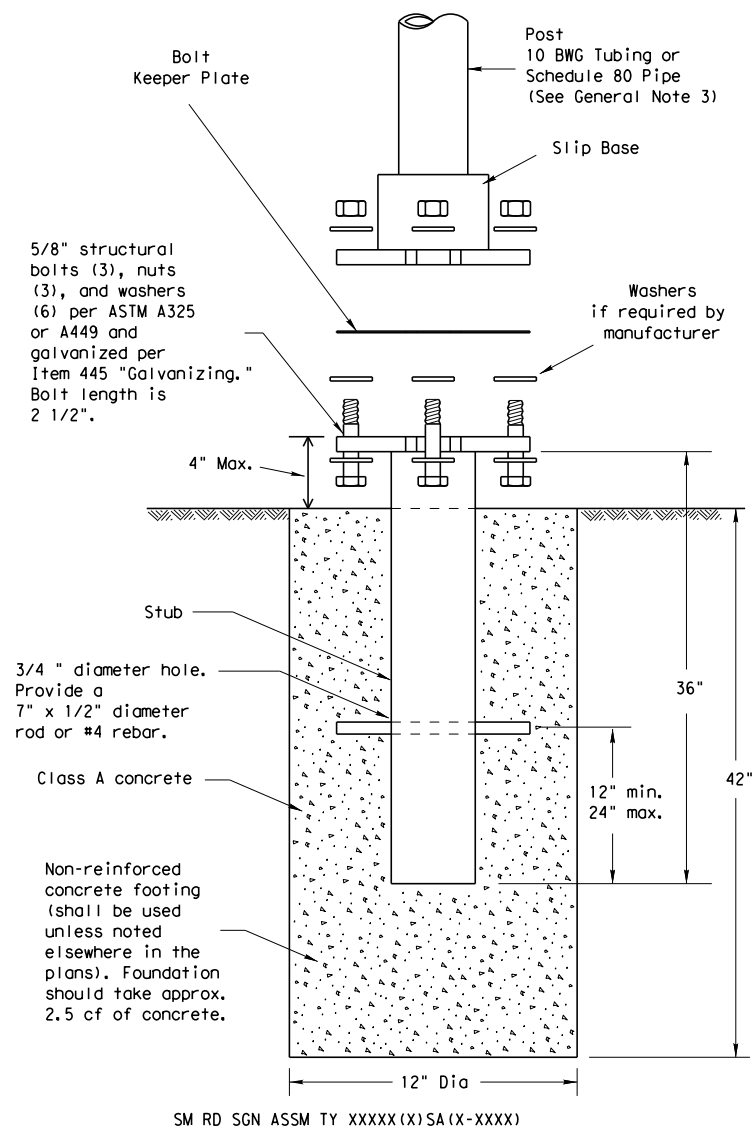 Post
10 BWG Tubing or
Schedule 80 Pipe
(See General Note 3)
Bolt
Keeper Plate
Slip Base
5/8" structural
bolts (3), nuts
(3), and washers
(6) per ASTM A325
or A449 and
galvanized per
Item 445 "Galvanizing."
Bolt length is
2 1/2".
Washers
if required by
manufacturer
4" Max.
Stub
3/4 " diameter hole.
Provide a
7" x 1/2" diameter
rod or #4 rebar.
36"
Class A concrete
12" min.
24" max.
42"
Non-reinforced
concrete footing
(shall be used
unless noted
elsewhere in the
plans). Foundation
should take approx.
2.5 cf of concrete.
12" Dia
SM RD SGN ASSM TY XXXXX(X)SA(X-XXXX)